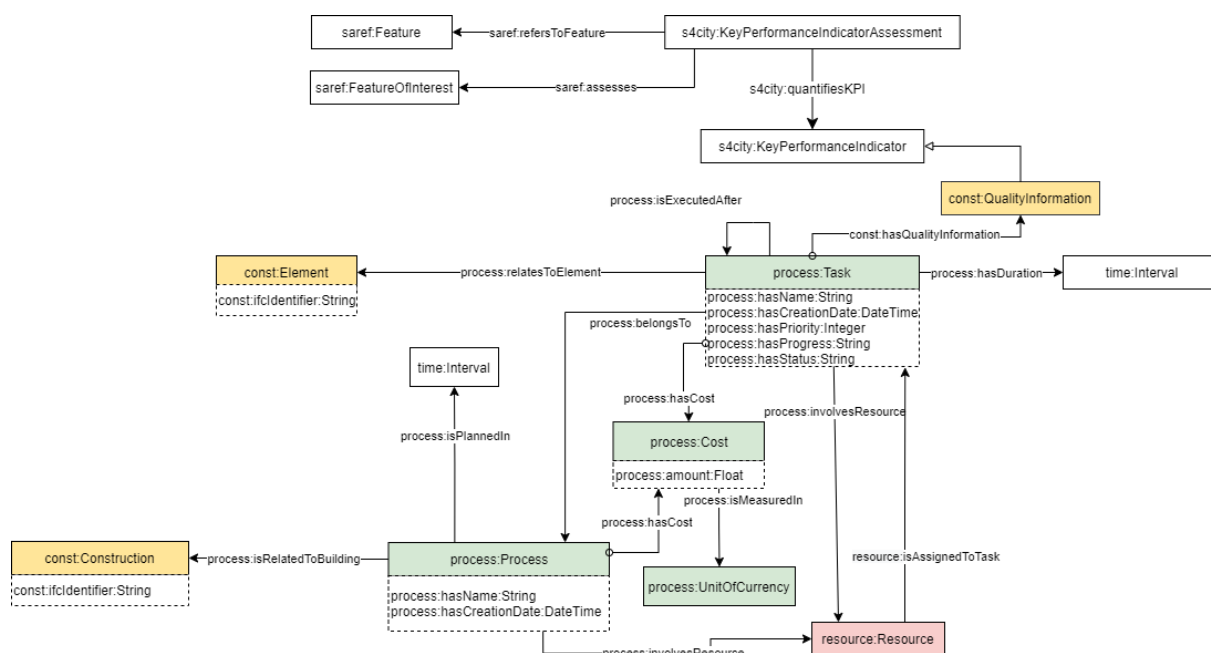 saref:Feature
saref:refersToFeature
s4city:KeyPerformanceIndicatorAssessment
saref:FeatureOfInterest
saref:assesses
s4city:quantifiesKPI
s4city:KeyPerformanceIndicator
const:QualityInformation
process:isExecutedAfter
const:hasQualityInformation
const:Element
process:relatesToElement
process:Task
process:hasDuration
time:Interval
const:ifcIdentifier:String
process:hasName:String
process:hasCreationDate:DateTime
process:hasPriority:Integer
process:hasProgress:String
process:hasStatus:String
process:belongsTo
time:Interval
process:hasCost
process:involvesResource
process:isPlannedIn
process:Cost
process:amount:Float
process:isMeasuredIn
process:hasCost
const:Construction
process:isRelatedToBuilding
process:Process
resource:isAssignedToTask
const:ifcIdentifier:String
process:hasName:String
process:hasCreationDate:DateTime
process:UnitOfCurrency
resource:Resource
process:involvesResource